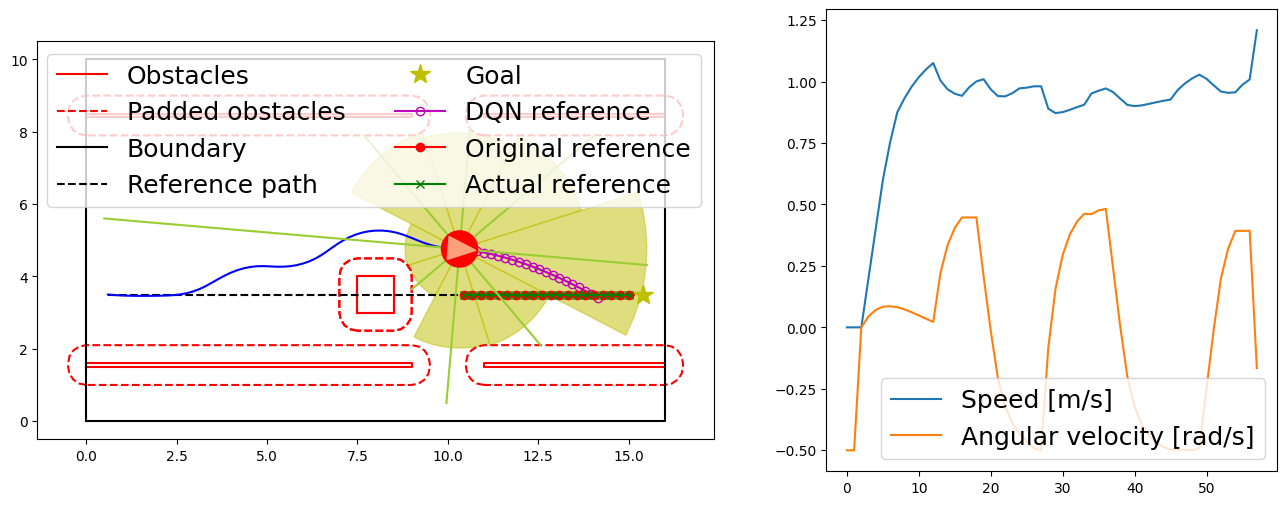 10
8
6
4
2
0
0.0 2.5 5.0 7.5 10.0 12.5 15.0
Obstacles
Padded obstacles
Boundary
Reference path
Goal
DQN reference
Original reference
Actual reference
1.25
1.00
0.75
0.50
0.25
0.00
−0.25
−0.50
0 10 20 30 40 50
Speed [m/s]
Angular velocity [rad/s]